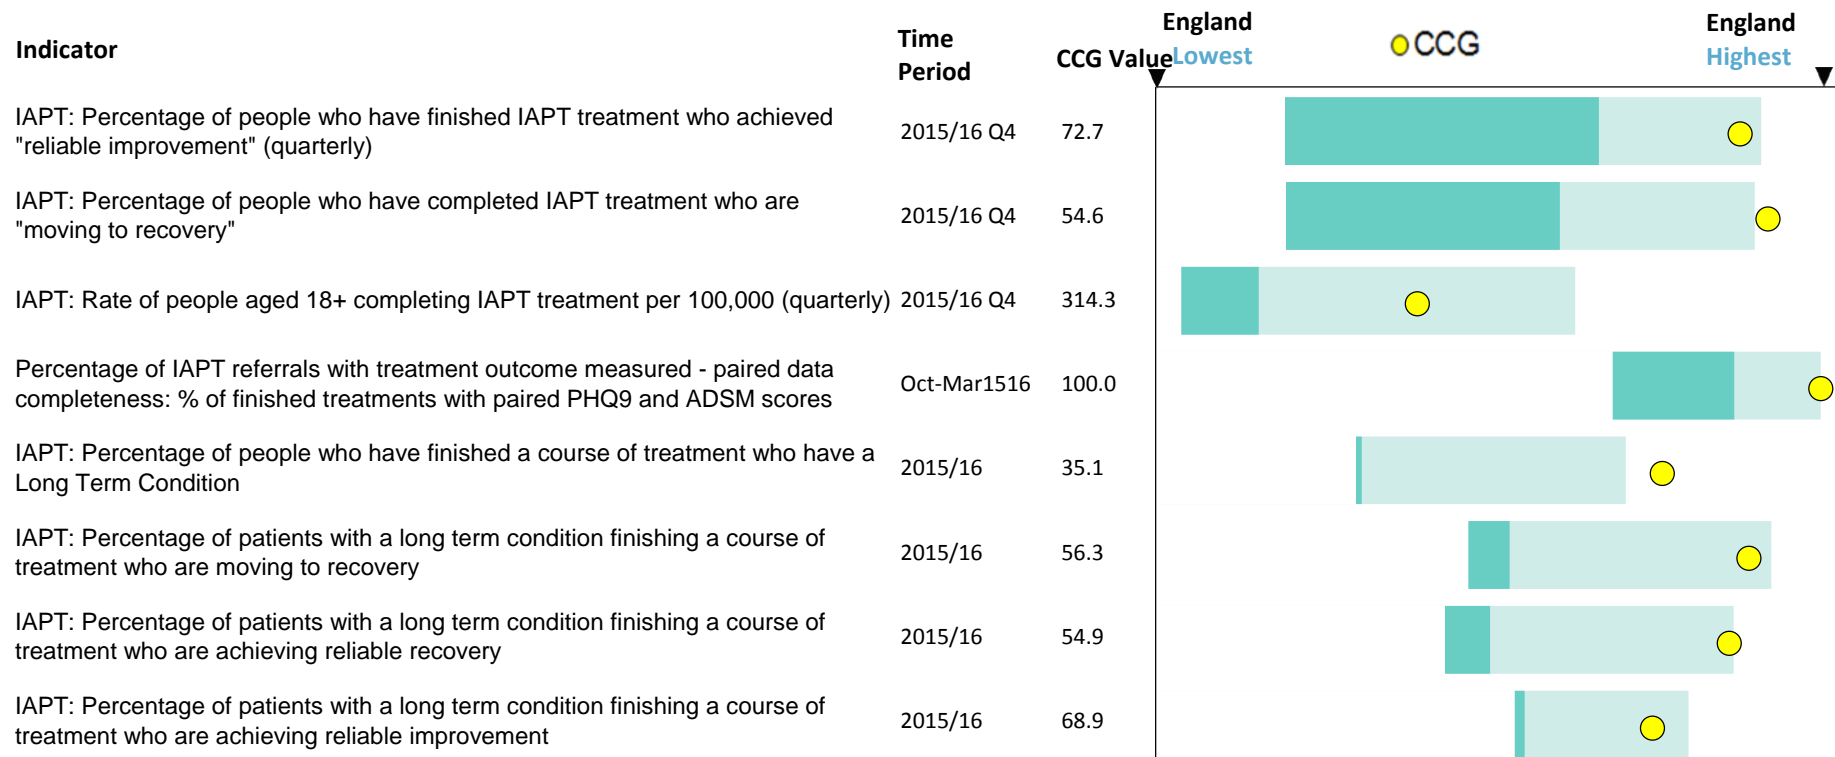 Indicator
Time
Period
CCG Value
England
Lowest
CCG
England
Highest
IAPT: Percentage of people who have finished IAPT treatment who achieved
"reliable improvement" (quarterly)
2015/16 Q4
72.7
IAPT: Percentage of people who have completed IAPT treatment who are
"moving to recovery"
2015/16 Q4
54.6
IAPT: Rate of people aged 18+ completing IAPT treatment per 100,000 (quarterly)
2015/16 Q4
314.3
Percentage of IAPT referrals with treatment outcome measured - paired data
completeness: % of finished treatments with paired PHQ9 and ADSM scores
Oct-Mar1516
100.0
IAPT: Percentage of people who have finished a course of treatment who have a
Long Term Condition
2015/16
35.1
IAPT: Percentage of patients with a long term condition finishing a course of
treatment who are moving to recovery
2015/16
56.3
IAPT: Percentage of patients with a long term condition finishing a course of
treatment who are achieving reliable recovery
2015/16
54.9
IAPT: Percentage of patients with a long term condition finishing a course of
treatment who are achieving reliable improvement
2015/16
68.9